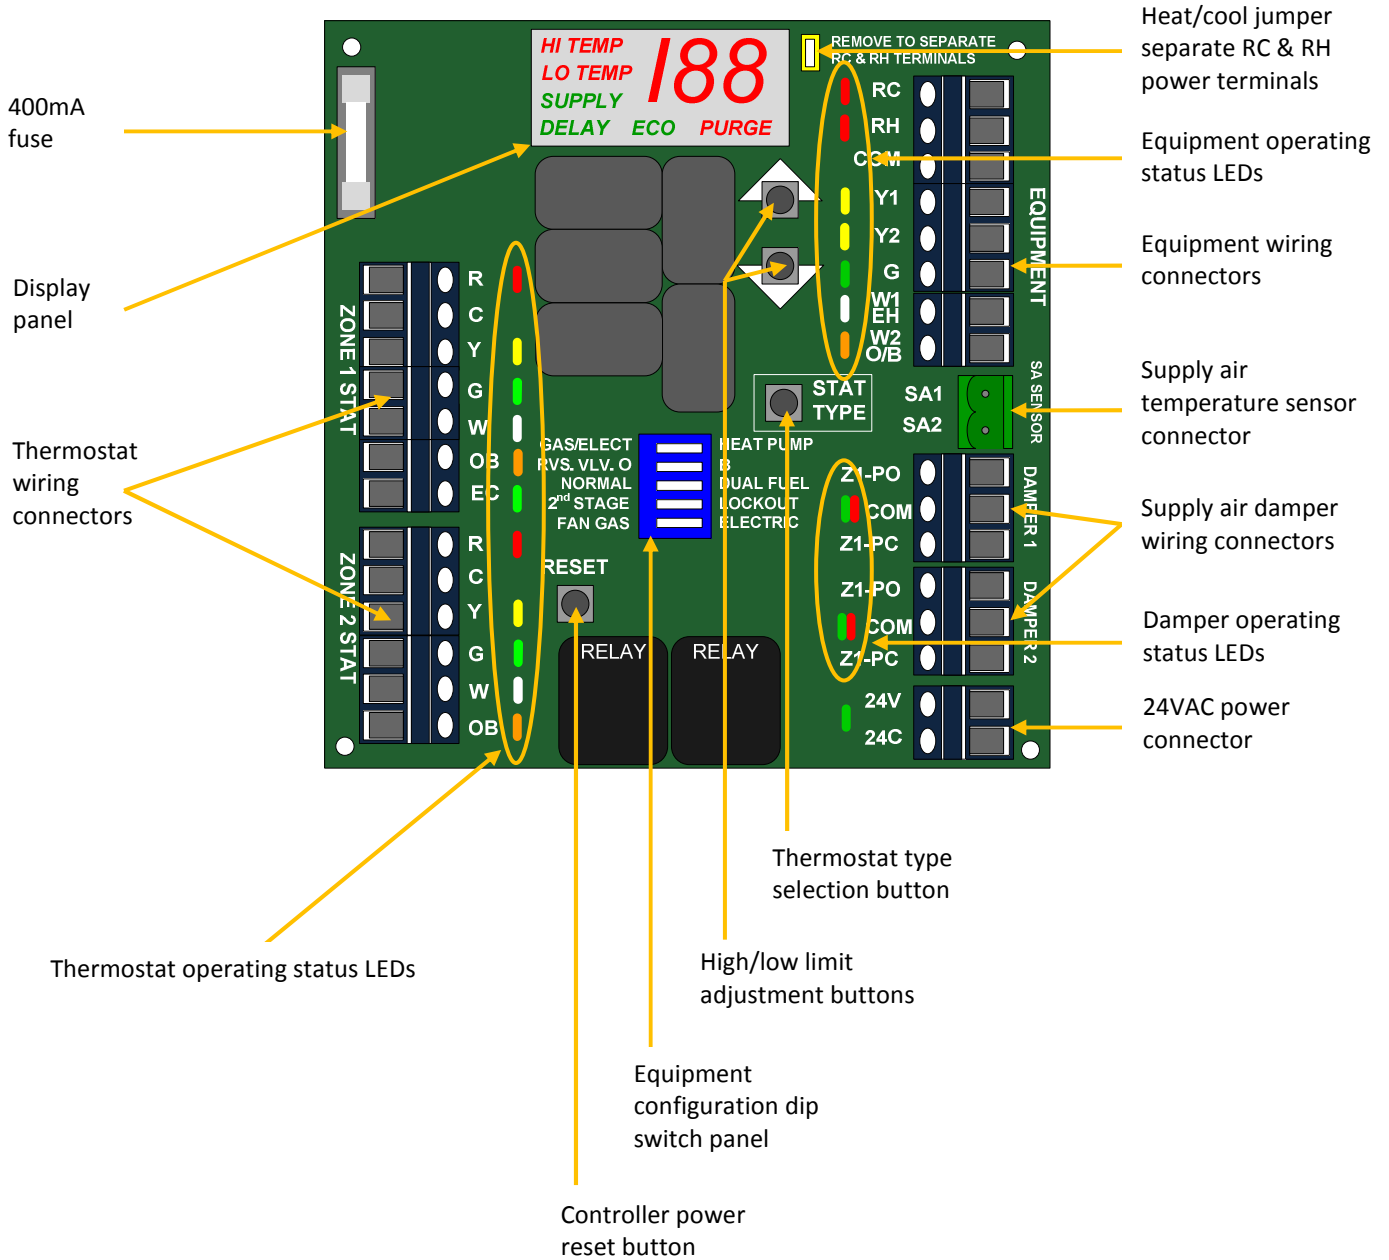 Heat/cool jumper
separate RC & RH
power terminals
400mA
fuse
HI TEMP
LO TEMP
SUPPLY
DELAY ECO PURGE
188
REMOVE TO SEPARATE
RC & RH TERMINALS
RC
RH
COM
Y1
Y2
G
W1
EH
W2
O/B
EQUIPMENT
Equipment operating
status LEDs
Equipment wiring
connectors
Display
panel
ZONE 1 STAT
R
C
Y
G
W
OB
EC
STAT
TYPE
SA1
SA2
SA SENSOR
Supply air
temperature sensor
connector
Thermostat
wiring
connectors
GAS/ELECT HEAT PUMP
RVS. VLV. O B
NORMAL DUAL FUEL
2nd STAGE LOCKOUT
FAN GAS ELECTRIC
Z1-PO
COM
Z1-PC
DAMPER 1
Supply air damper
wiring connectors
ZONE 2 STAT
R
C
Y
G
W
OB
RESET
RELAY RELAY
Z1-PO
COM
Z1-PC
DAMPER 2
Damper operating
status LEDs
24V
24C
24VAC power
connector
Thermostat type
selection button
Thermostat operating status LEDs
High/low limit
adjustment buttons
Equipment
configuration dip
switch panel
Controller power
reset button